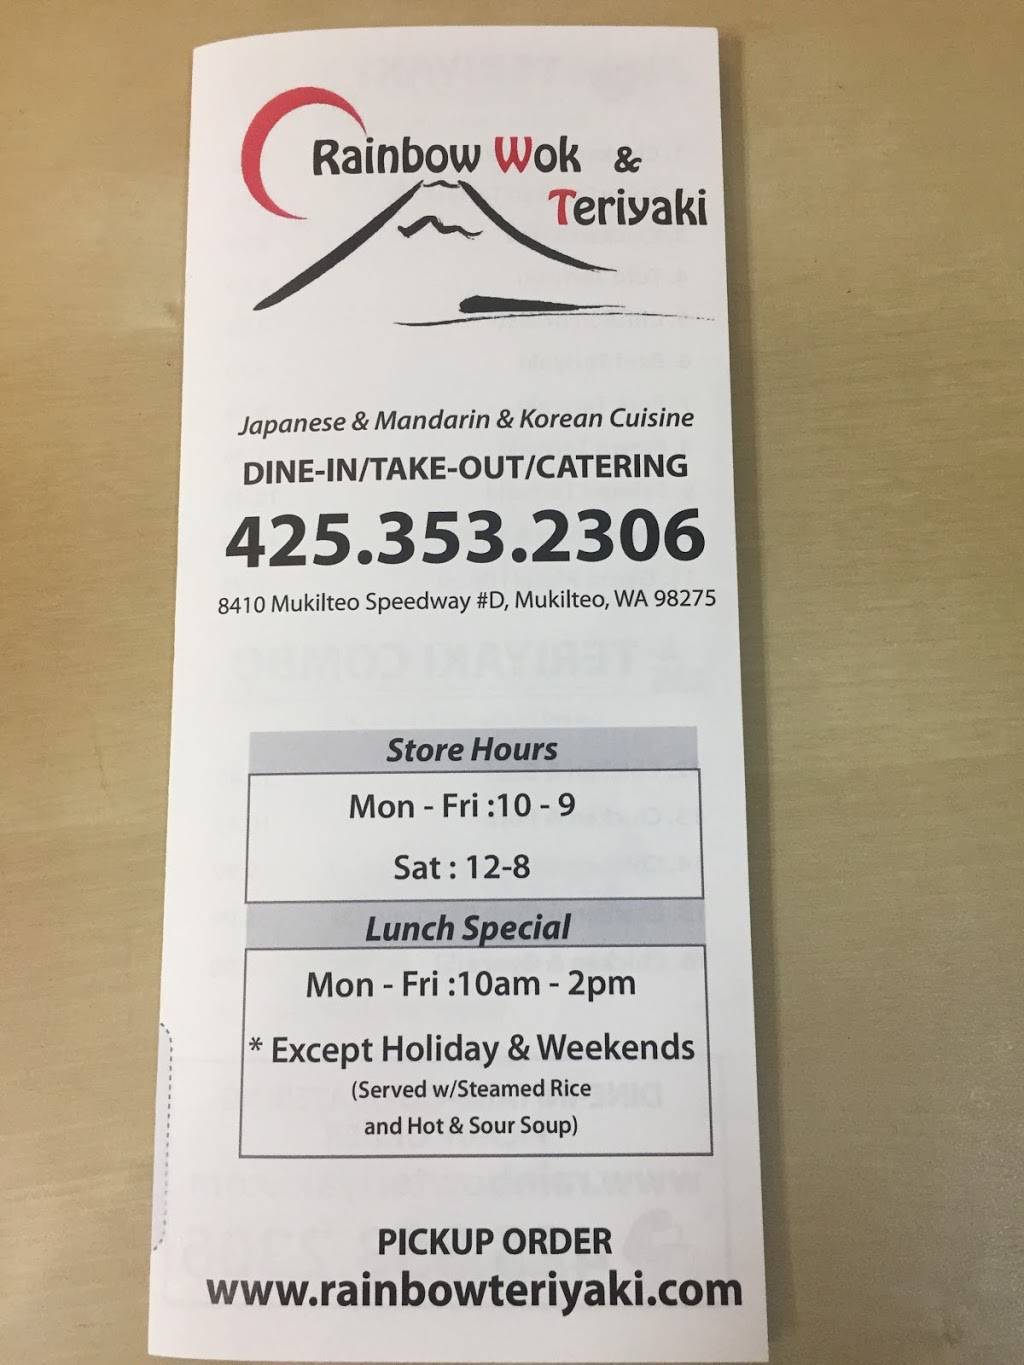 Rainbow Wok &
Teriyaki
Japanese & Mandarin & Korean Cuisine
DINE-IN/TAKE-OUT/CATERING
425.353.2306
8410 Mukilteo Speedway #D, Mukilteo, WA 98275
Store Hours
Mon - Fri :10 - 9
Sat : 12-8
Lunch Special
Mon - Fri :10am - 2pm
* Except Holiday & Weekends
(Served w/Steamed Rice
and Hot & Sour Soup)
PICKUP ORDER
www.rainbowteriyaki.com